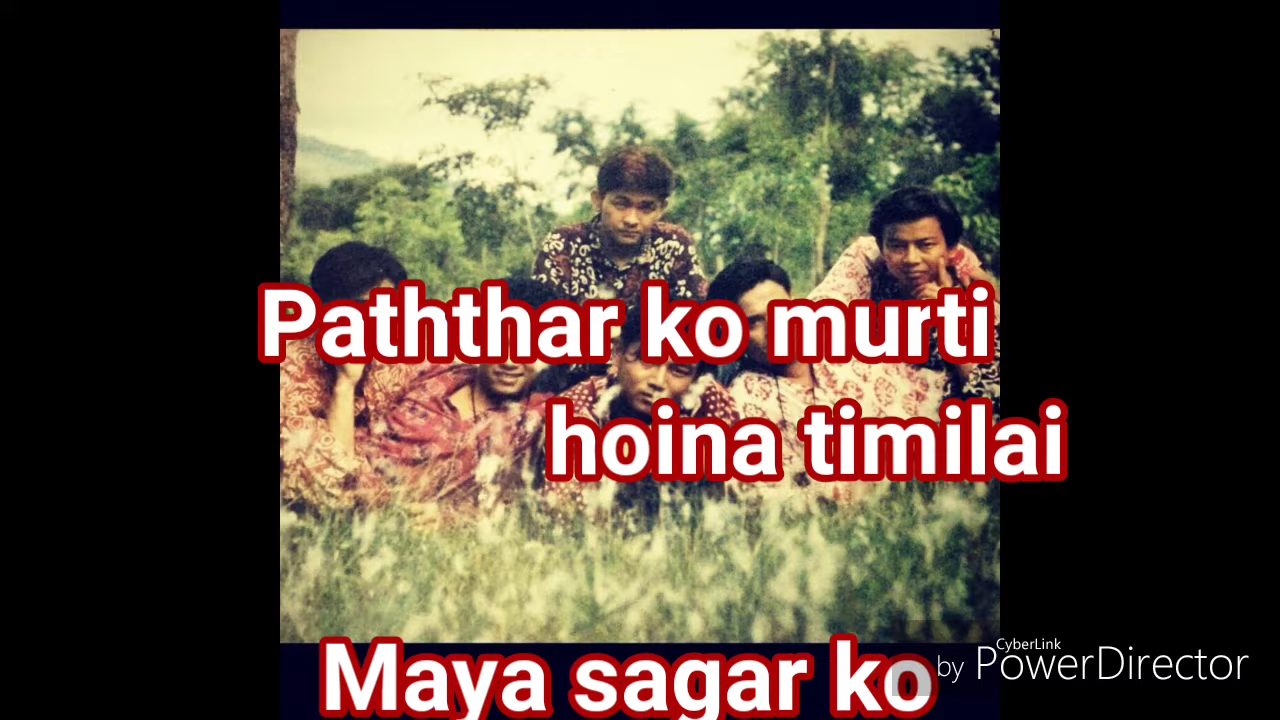 Paththar ko murti
hoina timilai
Maya sagar ko
CyberLink
by PowerDirector